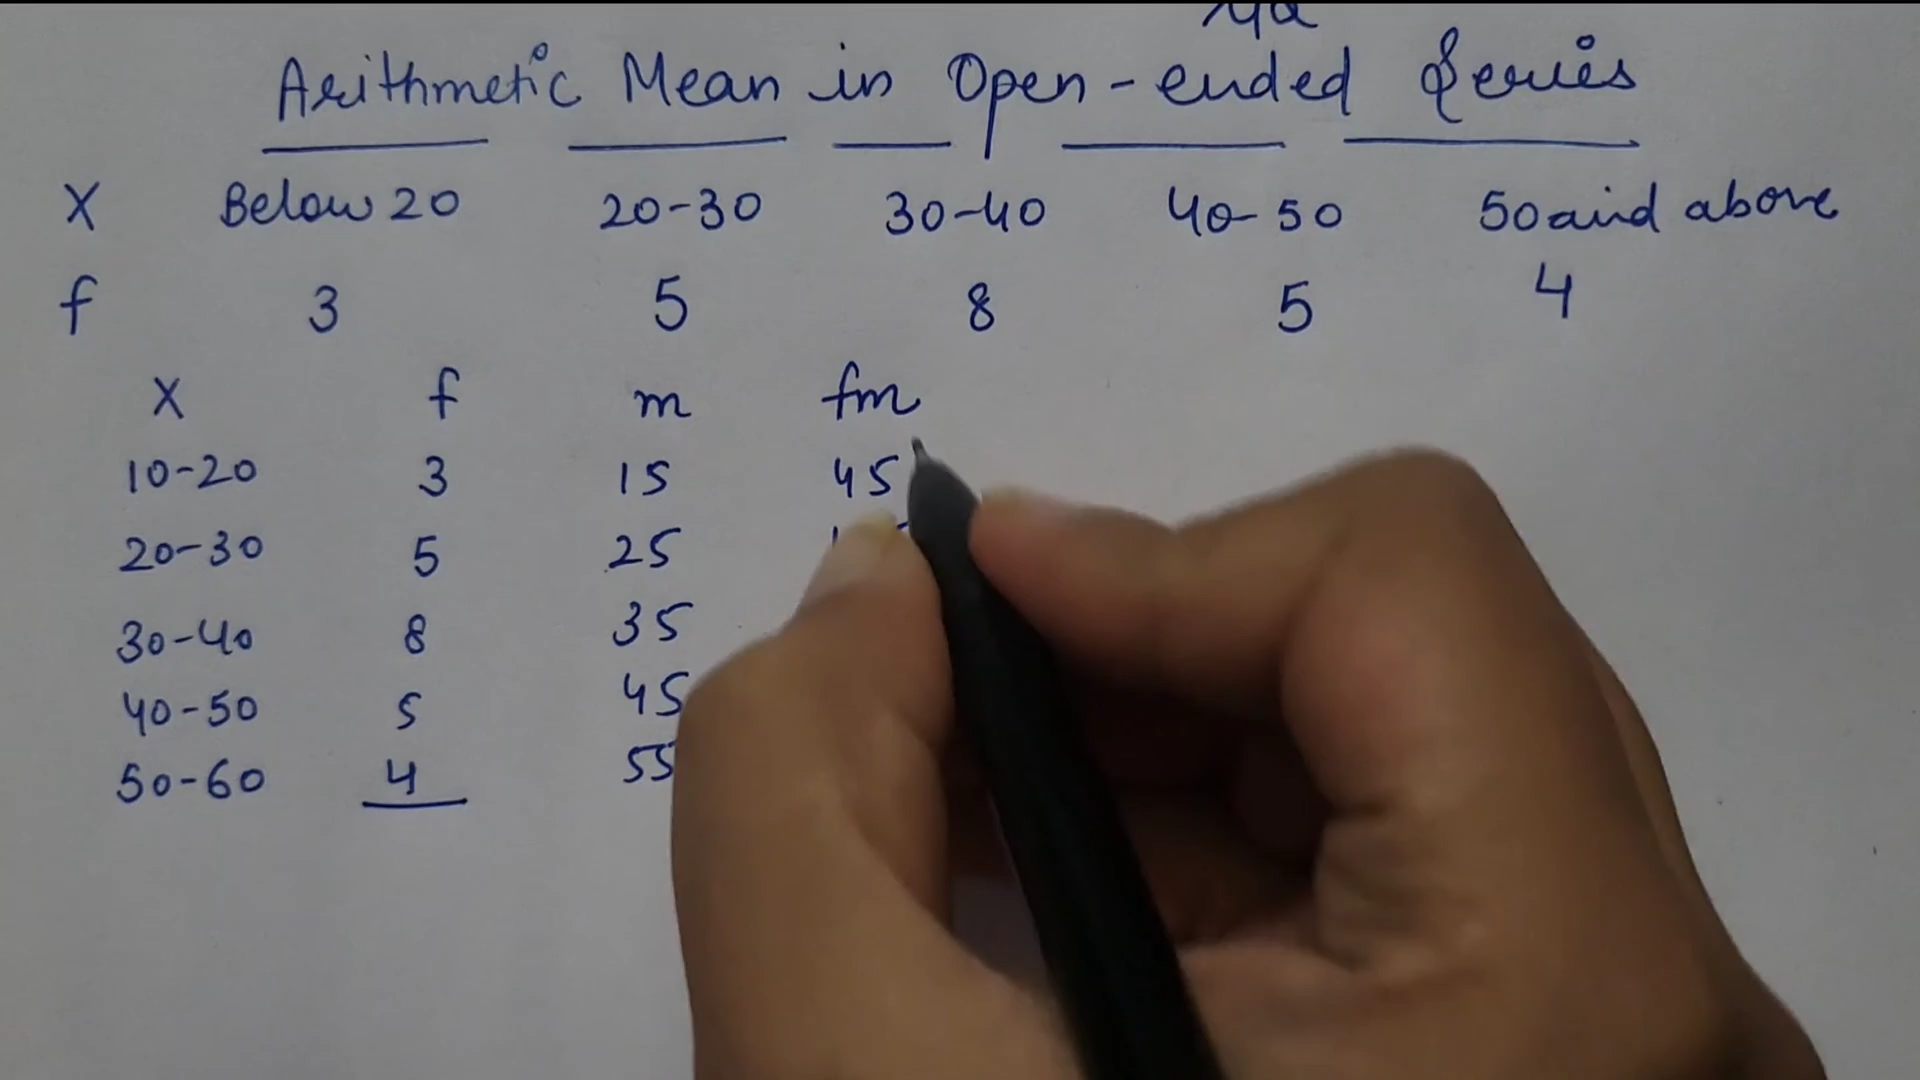 Arithmetic Mean in Open-ended Series
X Below 20 20-30 30-40 40-50 50 and above
f 3 5 8 5 4
X f m fm
10-20 3 15 45
20-30 5 25
30-40 8 35
40-50 5 45
50-60 4 55